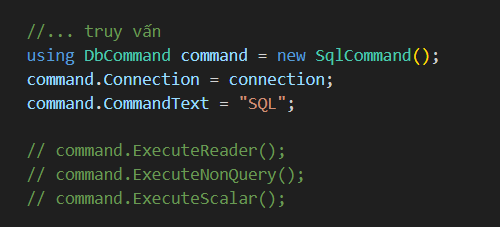 //... truy vấn
using DbCommand command = new SqlCommand();
command.Connection = connection;
command.CommandText = "SQL";
// command.ExecuteReader();
// command.ExecuteNonQuery();
// command.ExecuteScalar();